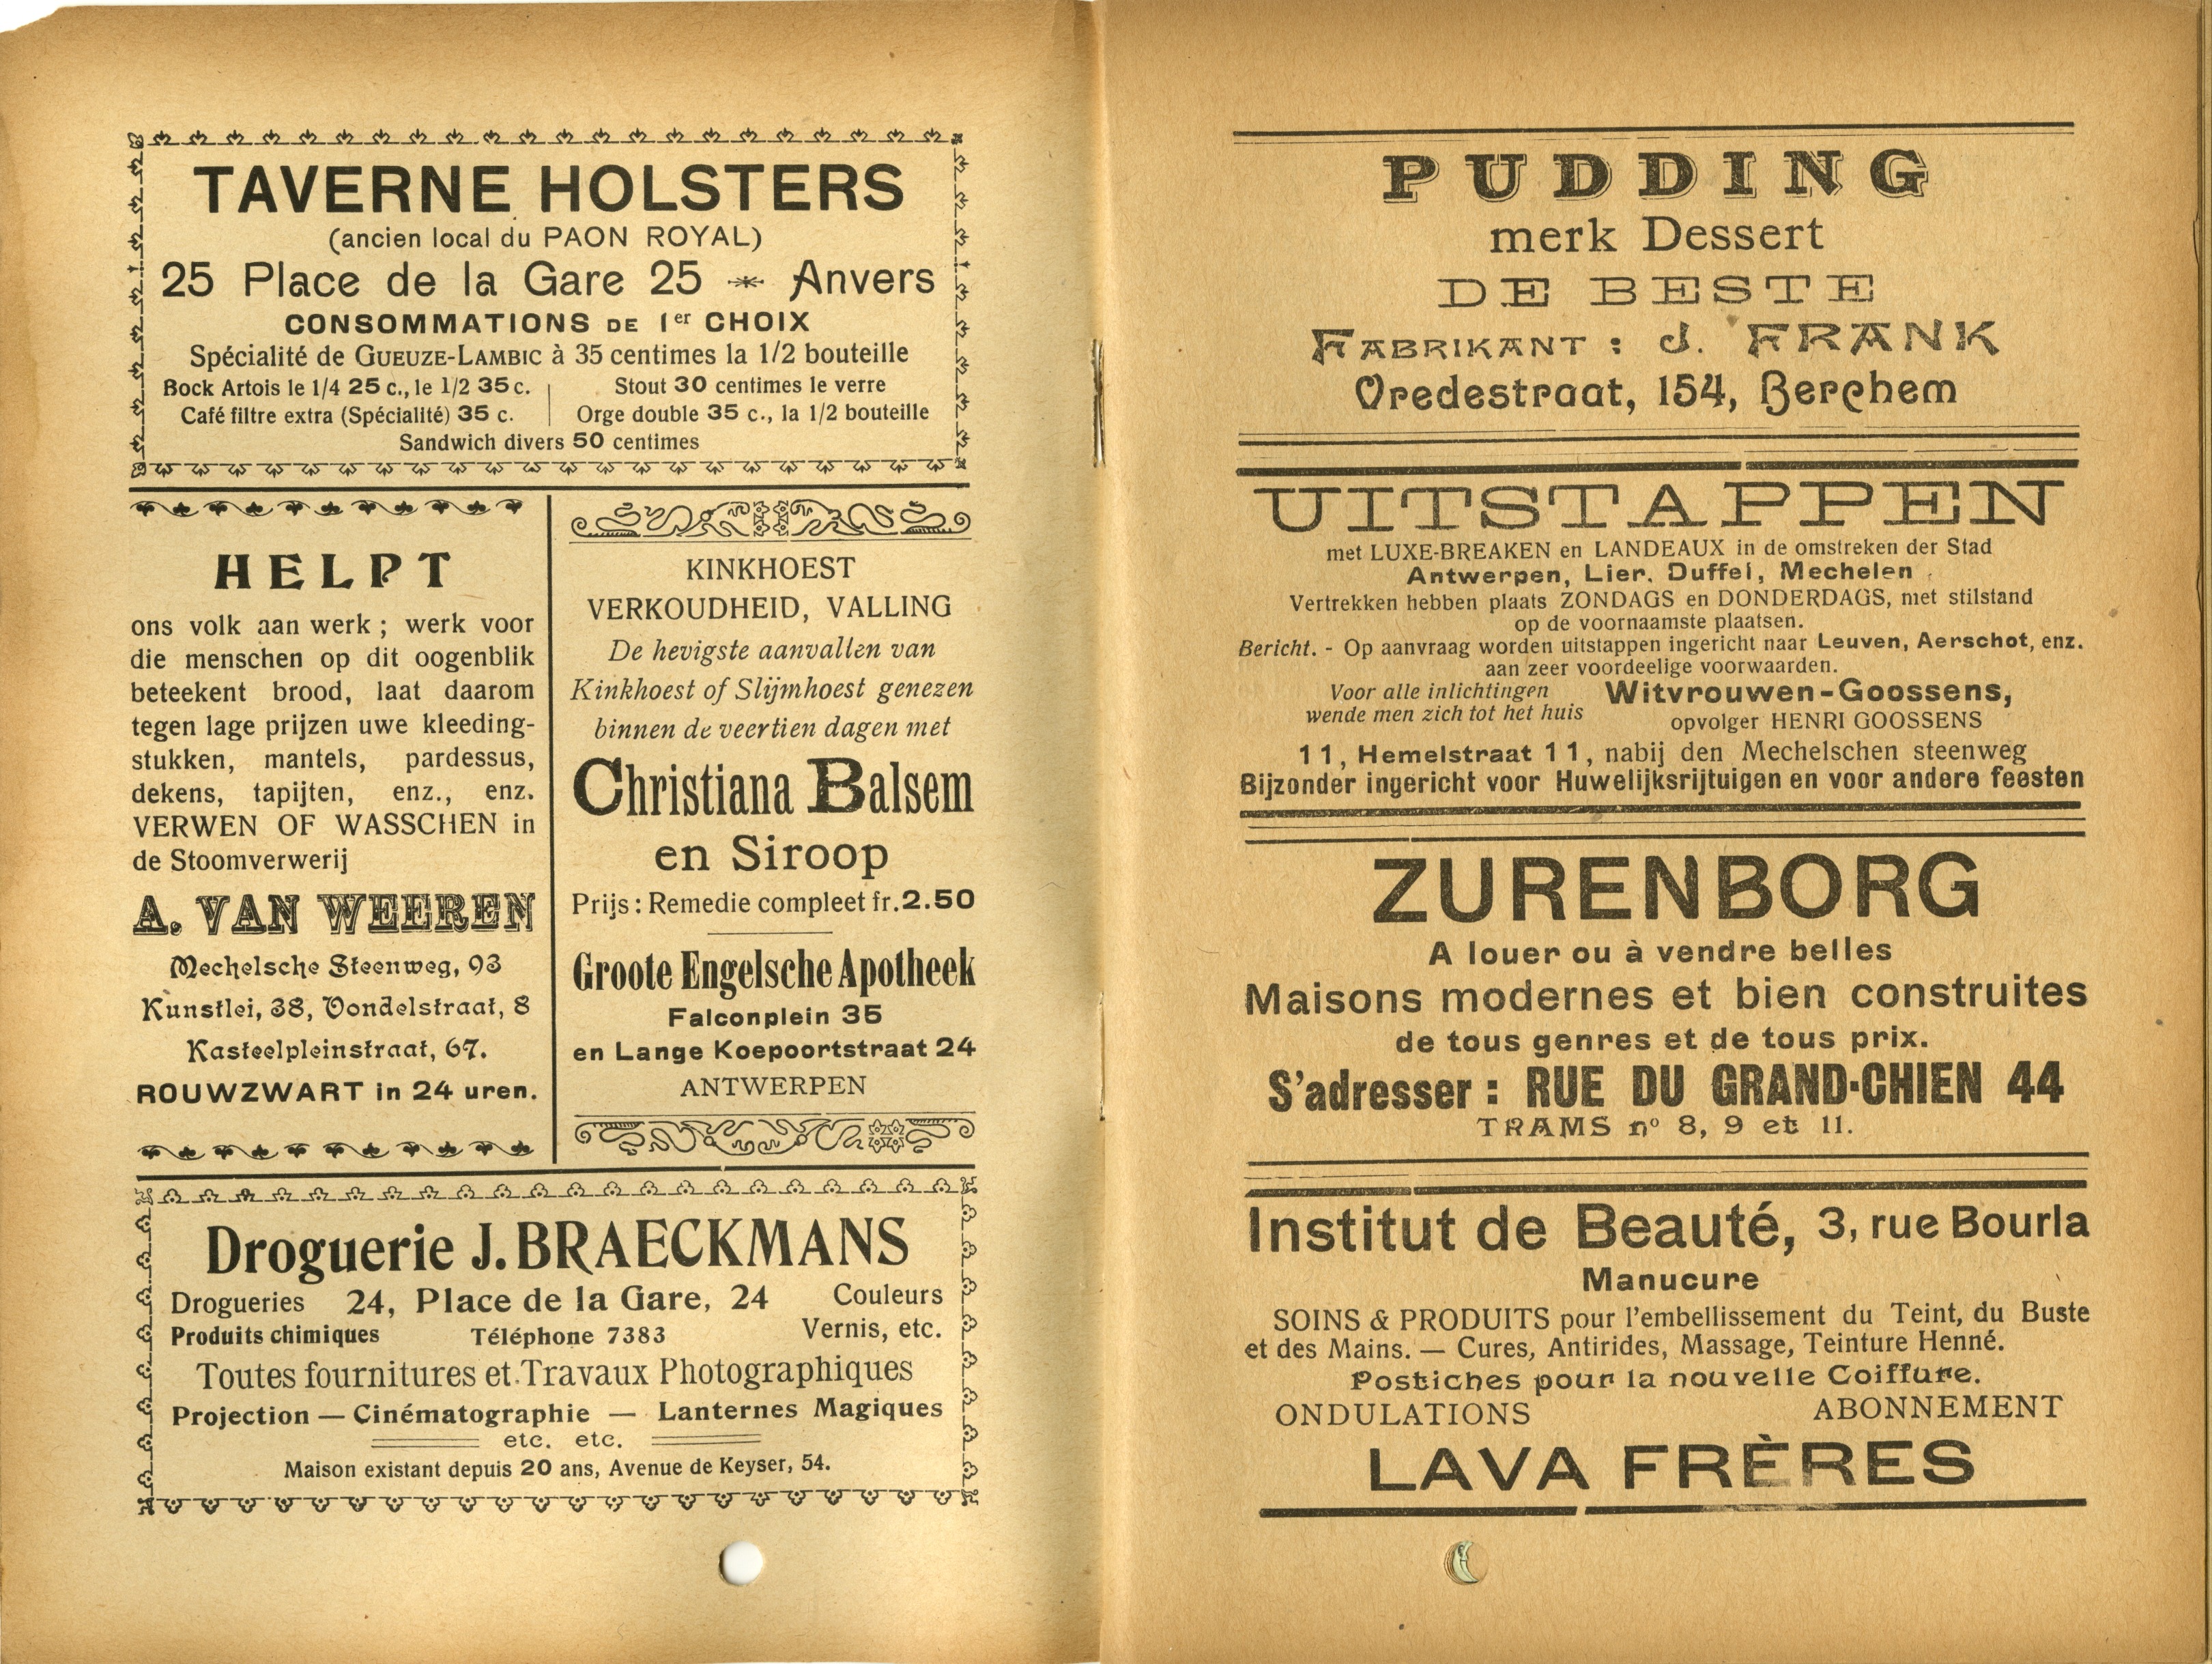 TAVERNE HOLSTERS
(ancien local du PAON ROYAL)
25 Place de la Gare 25 Anvers
CONSOMMATIONS DE 1er CHOIX
Spécialité de GUEUZE-LAMBIC à 35 centimes la 1/2 bouteille
Bock Artois le 1/4 25 c., le 1/2 35 c.
Café filtre extra (Spécialité) 35 c.
Stout 30 centimes le verre
Orge double 35 c., la 1/2 bouteille
Sandwich divers 50 centimes
HELPT
ons volk aan werk ; werk voor
die menschen op dit oogenblik
beteekent brood, laat daarom
tegen lage prijzen uwe kleeding-
stukken, mantels, pardessus,
dekens, tapijten, enz., enz.
VERWEN OF WASSCHEN in
de Stoomverwerij
A. VAN WEEREN
Mechelsche Steenweg, 93
Kunstlei, 38, Vondelstraat, 8
Kasteelpleinstraat, 67.
ROUWZWART in 24 uren.
KINKHOEST
VERKOUDHEID, VALLING
De hevigste aanvallen van
Kinkhoest of Slijmhoest genezen
binnen de veertien dagen met
Christiana Balsem
en Siroop
Prijs : Remedie compleet fr. 2.50
Groote Engelsche Apotheek
Falconplein 35
en Lange Koepoortstraat 24
ANTWERPEN
Droguerie J. BRAECKMANS
Drogueries 24, Place de la Gare, 24 Couleurs
Produits chimiques Téléphone 7383 Vernis, etc.
Toutes fournitures et Travaux Photographiques
Projection — Cinématographie — Lanternes Magiques
etc. etc.
Maison existant depuis 20 ans, Avenue de Keyser, 54.
PUDDING
merk Dessert
DE BESTE
FABRIKANT : J. FRANK
Vredestraat, 154, Berchem
UITSTAPPEN
met LUXE-BREAKEN en LANDEAUX in de omstreken der Stad
Antwerpen, Lier, Duffel, Mechelen
Vertrekken hebben plaats ZONDAGS en DONDERDAGS, met stilstand
op de voornaamste plaatsen.
Bericht. - Op aanvraag worden uitstappen ingericht naar Leuven, Aerschot, enz.
aan zeer voordeelige voorwaarden.
Voor alle inlichtingen
wende men zich tot het huis
Witvrouwen-Goossens,
opvolger HENRI GOOSSENS
11, Hemelstraat 11, nabij den Mechelschen steenweg
Bijzonder ingericht voor Huwelijksrijtuigen en voor andere feesten
ZURENBORG
A louer ou à vendre belles
Maisons modernes et bien construites
de tous genres et de tous prix.
S'adresser : RUE DU GRAND-CHIEN 44
TRAMS nº 8, 9 et 11.
Institut de Beauté, 3, rue Bourla
Manucure
SOINS & PRODUITS pour l'embellissement du Teint, du Buste
et des Mains. — Cures, Antirides, Massage, Teinture Henné.
Postiches pour la nouvelle Coiffure.
ONDULATIONS ABONNEMENT
LAVA FRÈRES